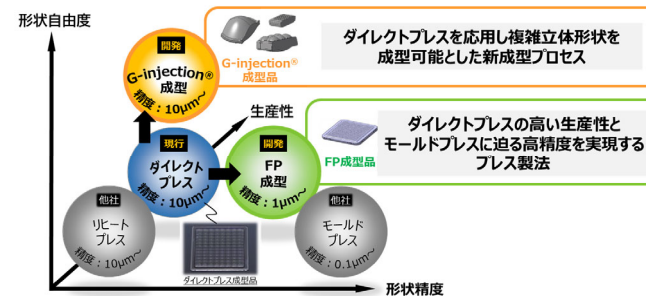 形状自由度
開発
G-injection®
成型
精度：10μm～
G-injection®
成型品
ダイレクトプレスを応用し複雑立体形状を
成型可能とした新成型プロセス
生産性
現行
ダイレクト
プレス
精度：10μm～
開発
FP
成型
精度：1μm～
FP成型品
ダイレクトプレスの高い生産性と
モールドプレスに迫る高精度を実現する
プレス製法
他社
リヒート
プレス
精度：10μm～
ダイレクトプレス成型品
他社
モールド
プレス
精度：0.1μm～
形状精度